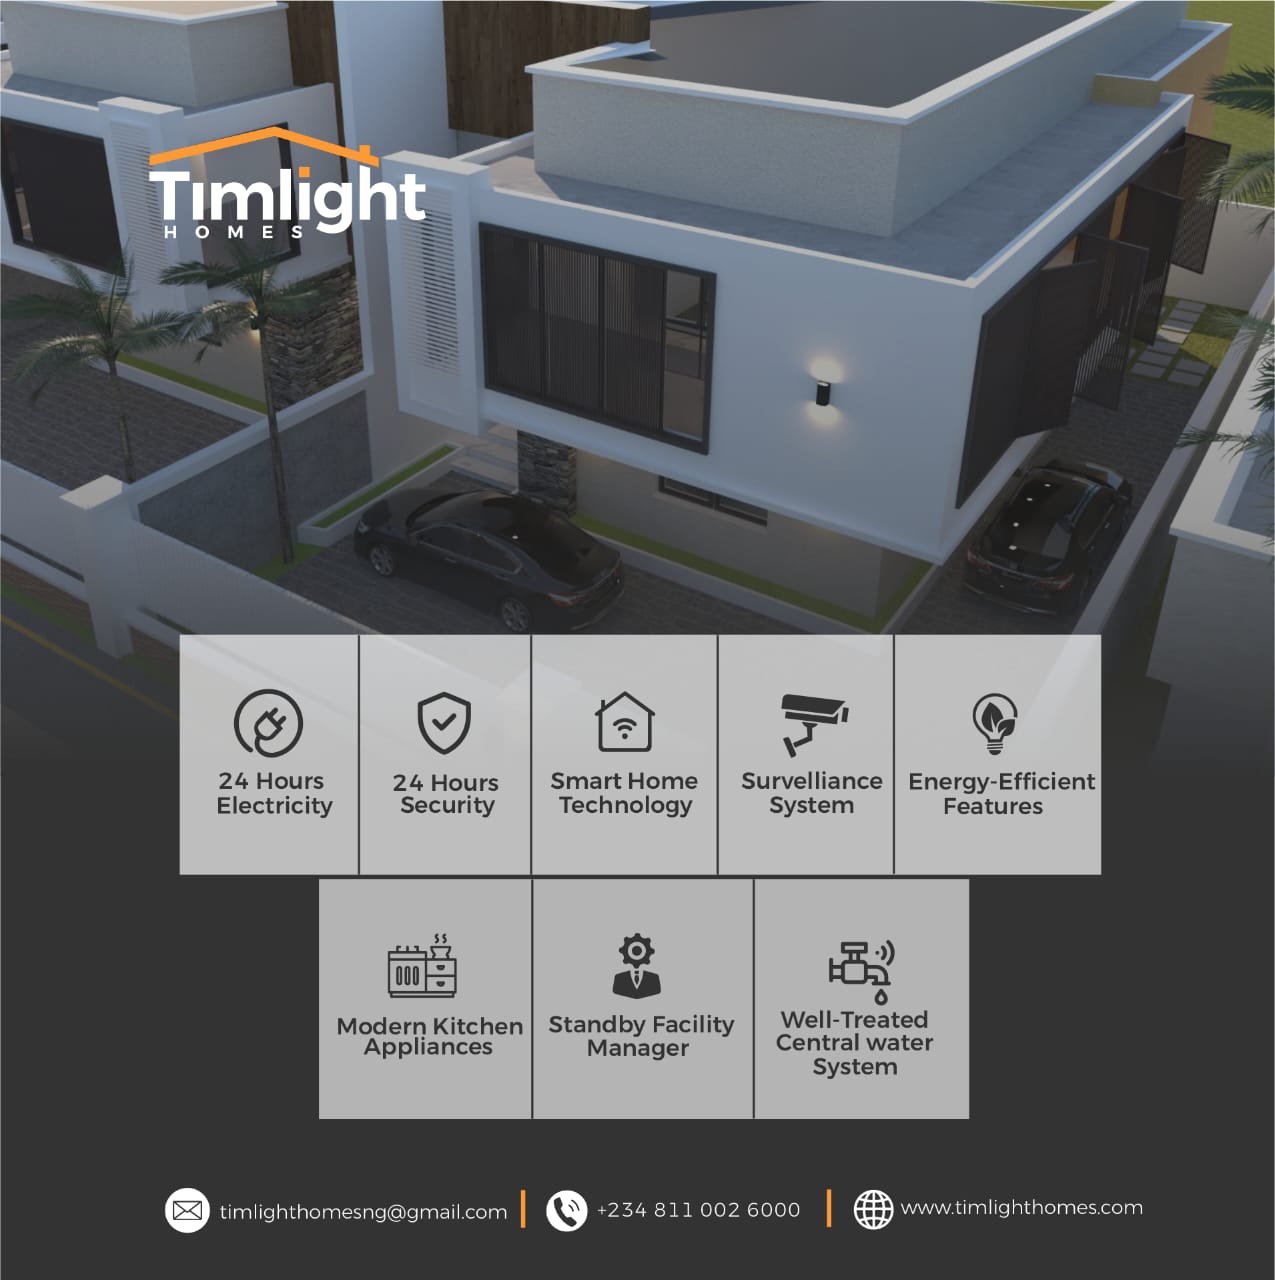 Timlight
HOMES
24 Hours
Electricity
24 Hours
Security
Smart Home
Technology
Survelliance
System
Energy-Efficient
Features
Modern Kitchen
Appliances
Standby Facility
Manager
Well-Treated
Central water
System
timlighthomesng@gmail.com
+234 811 002 6000
www.timlighthomes.com